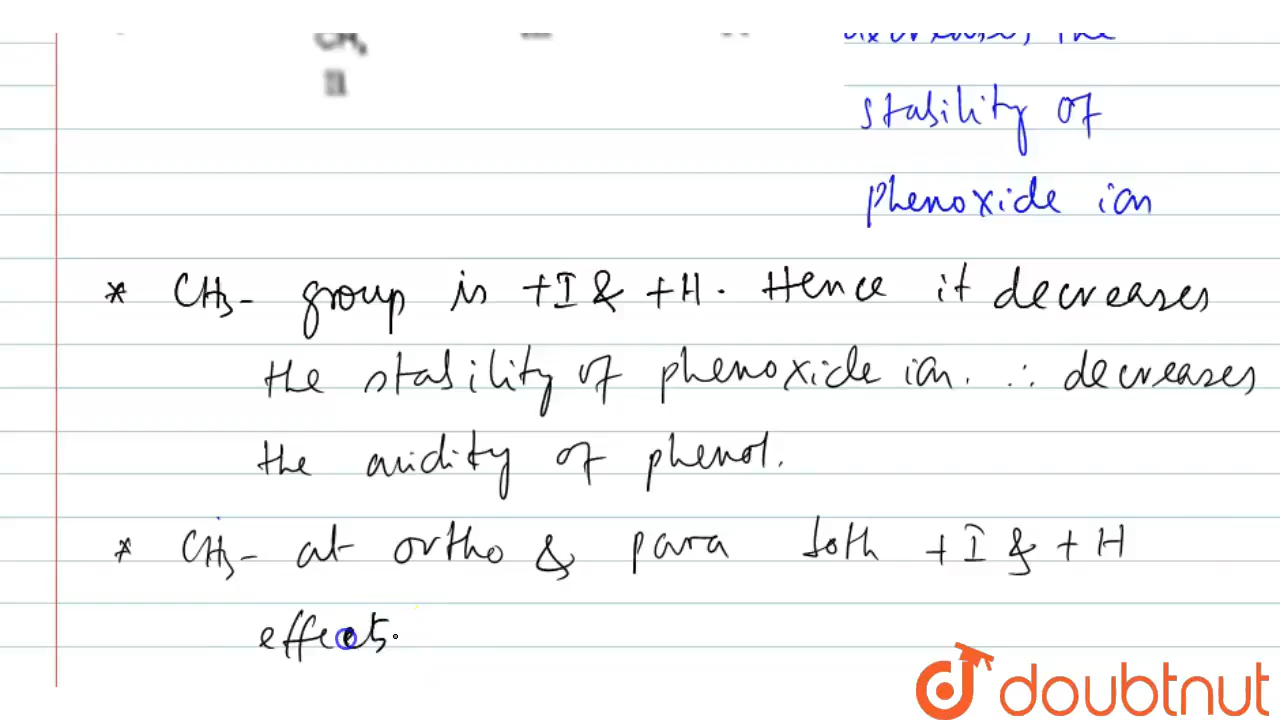 stability of
phenoxide ion
* CH₃- group is +I & +H. Hence it decreases
the stability of phenoxide ion. ∴ decreases
the acidity of phenol.
* CH₃- at ortho & para both +I & +H
effects.
doubtnut